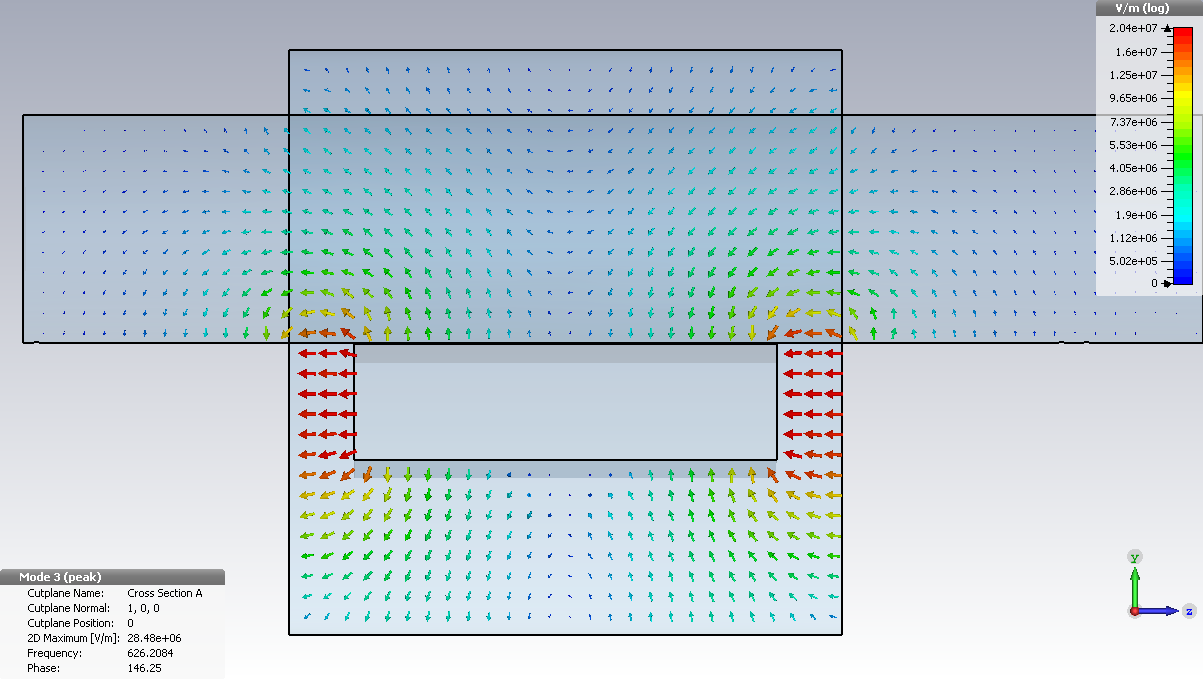 V/m (log)
2.04e+07
1.6e+07
1.25e+07
9.65e+06
7.37e+06
5.53e+06
4.05e+06
2.86e+06
1.9e+06
1.12e+06
5.02e+05
0
y
z
Mode 3 (peak)
Cutplane Name: Cross Section A
Cutplane Normal: 1, 0, 0
Cutplane Position: 0
2D Maximum [V/m]: 28.48e+06
Frequency: 626.2084
Phase: 146.25